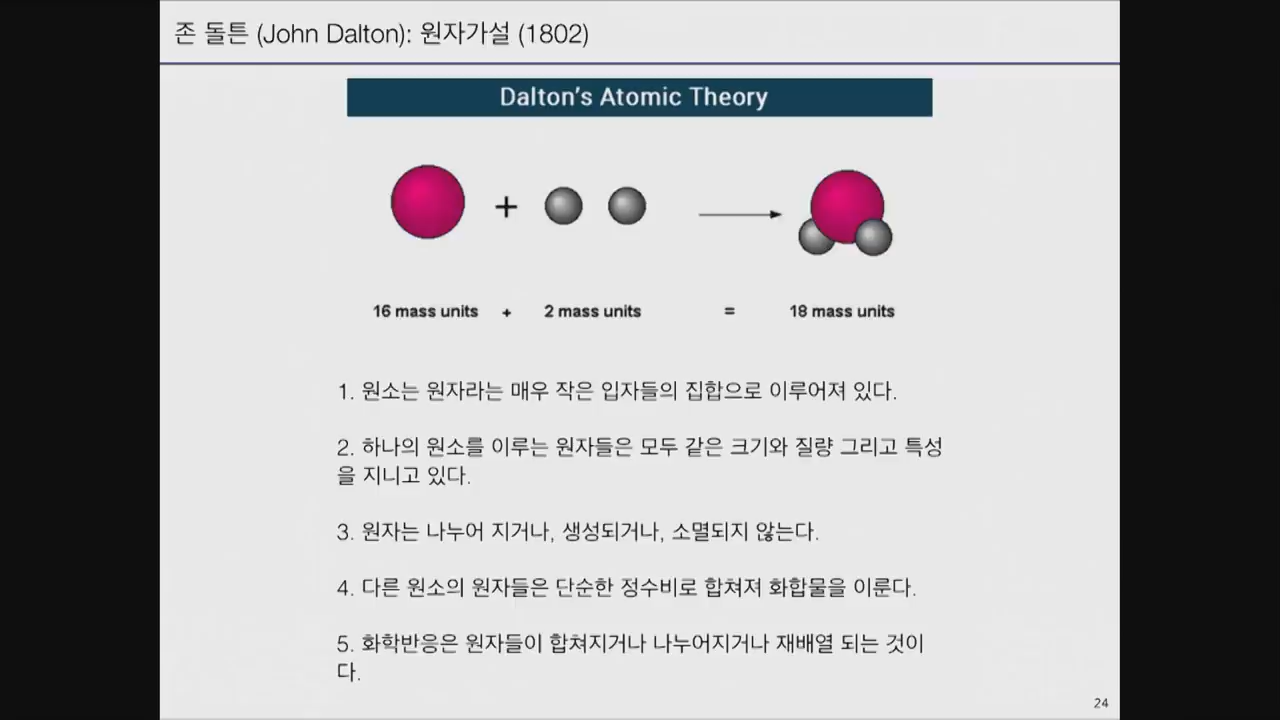 존 돌튼 (John Dalton): 원자가설 (1802)
Dalton's Atomic Theory
+
16 mass units + 2 mass units = 18 mass units
1. 원소는 원자라는 매우 작은 입자들의 집합으로 이루어져 있다.
2. 하나의 원소를 이루는 원자들은 모두 같은 크기와 질량 그리고 특성
을 지니고 있다.
3. 원자는 나누어 지거나, 생성되거나, 소멸되지 않는다.
4. 다른 원소의 원자들은 단순한 정수비로 합쳐져 화합물을 이룬다.
5. 화학반응은 원자들이 합쳐지거나 나누어지거나 재배열 되는 것이
다.
24